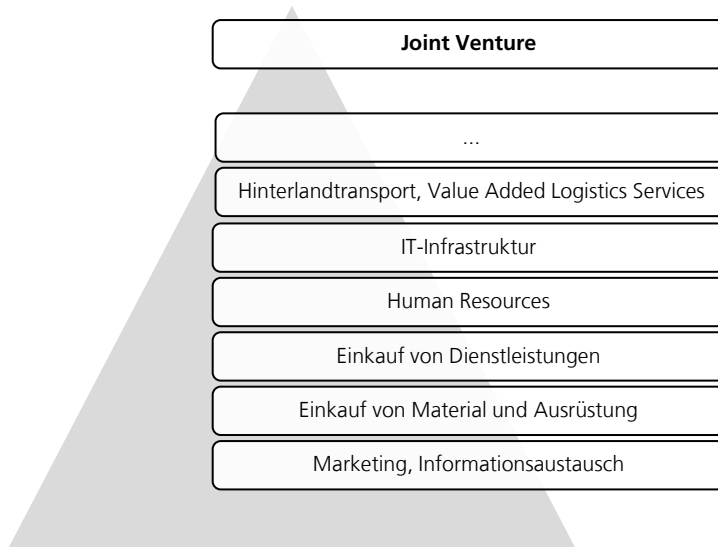 Joint Venture
...
Hinterlandtransport, Value Added Logistics Services
IT-Infrastruktur
Human Resources
Einkauf von Dienstleistungen
Einkauf von Material und Ausrüstung
Marketing, Informationsaustausch